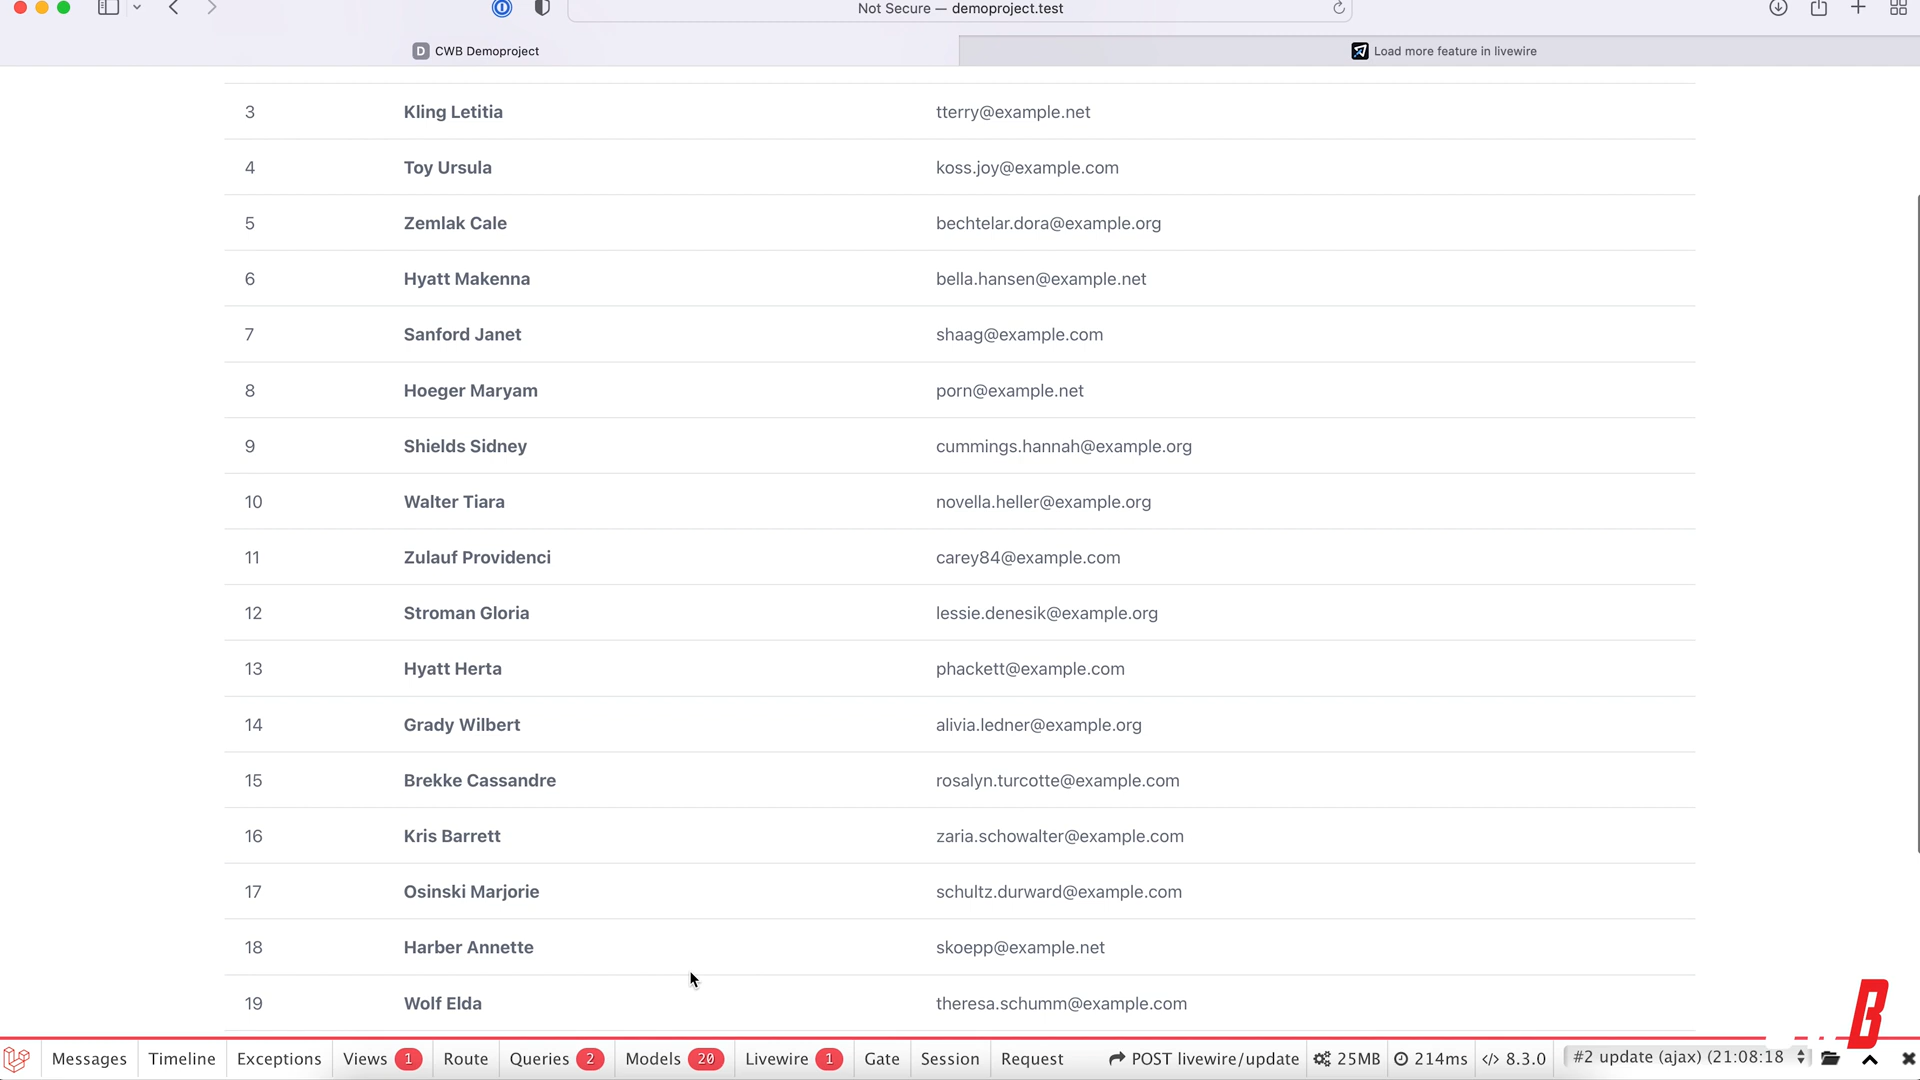 Not Secure — demoproject.test
D CWB Demoproject
Load more feature in livewire
3 Kling Letitia tterry@example.net
4 Toy Ursula koss.joy@example.com
5 Zemlak Cale bechtelar.dora@example.org
6 Hyatt Makenna bella.hansen@example.net
7 Sanford Janet shaag@example.com
8 Hoeger Maryam porn@example.net
9 Shields Sidney cummings.hannah@example.org
10 Walter Tiara novella.heller@example.org
11 Zulauf Providenci carey84@example.com
12 Stroman Gloria lessie.denesik@example.org
13 Hyatt Herta phackett@example.com
14 Grady Wilbert alivia.ledner@example.org
15 Brekke Cassandre rosalyn.turcotte@example.com
16 Kris Barrett zaria.schowalter@example.com
17 Osinski Marjorie schultz.durward@example.com
18 Harber Annette skoepp@example.net
19 Wolf Elda theresa.schumm@example.com
B
Messages Timeline Exceptions Views 1 Route Queries 2 Models 20 Livewire 1 Gate Session Request POST livewire/update 25MB 214ms </> 8.3.0 #2 update (ajax) (21:08:18